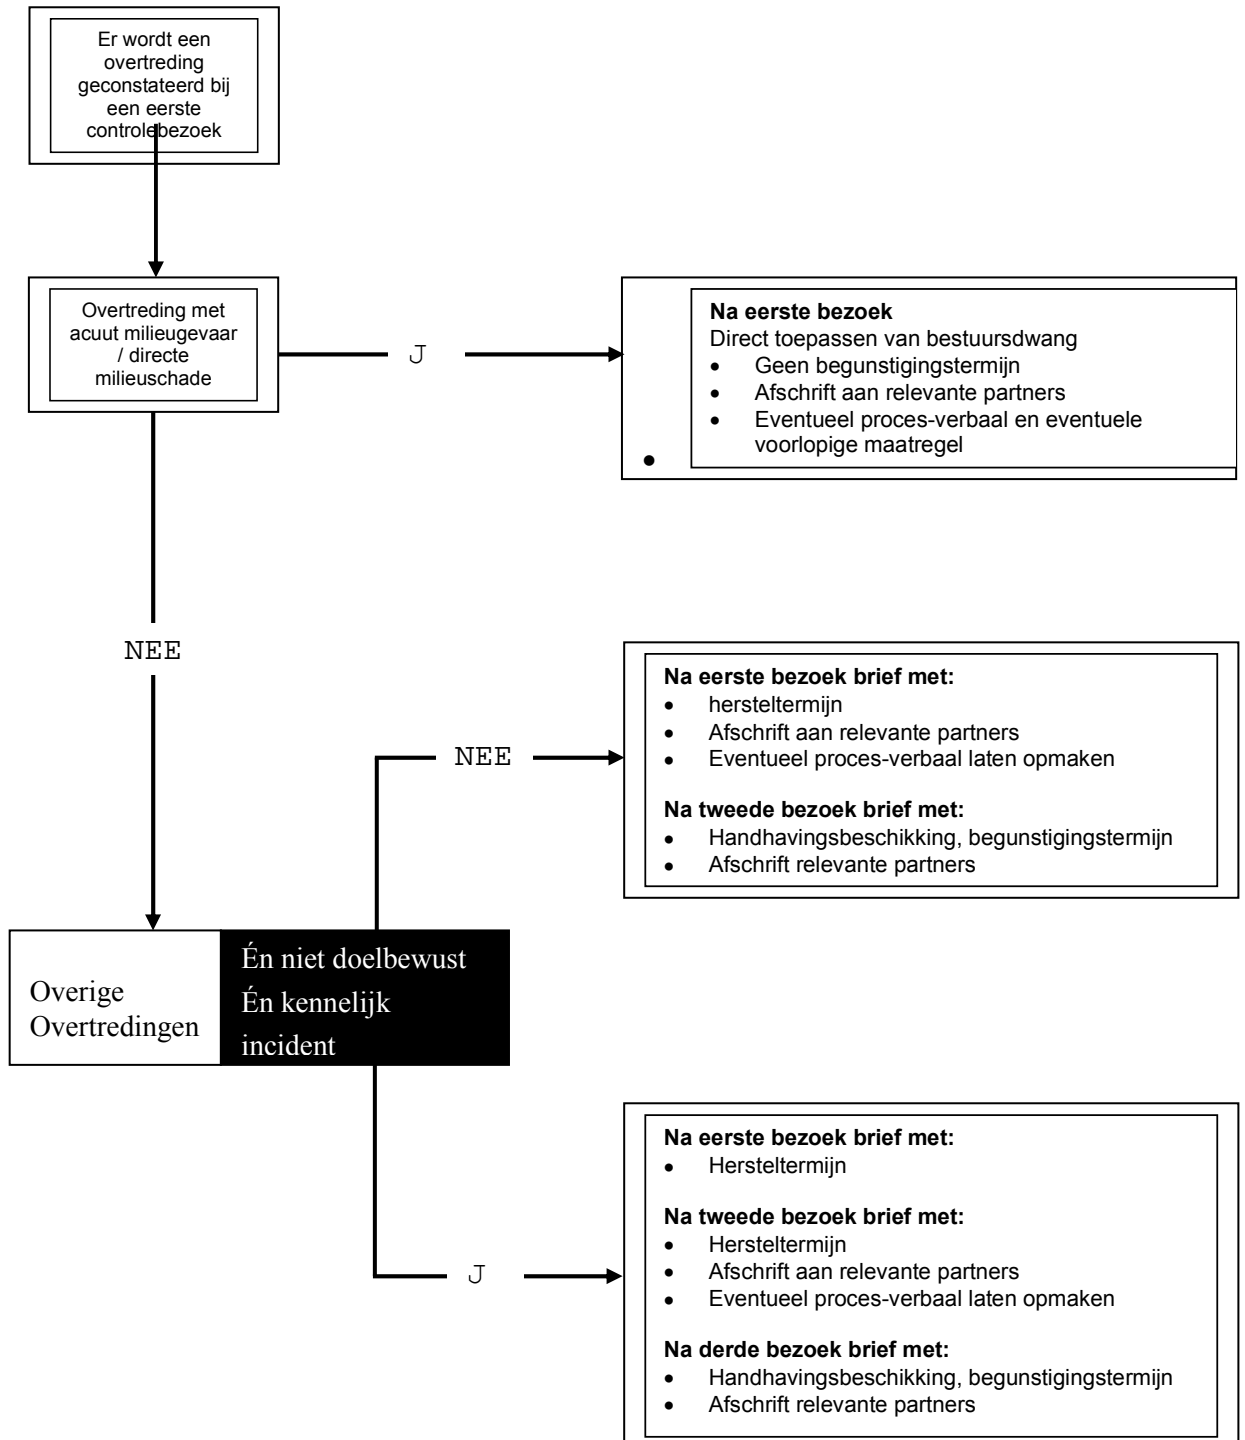 Er wordt een
overtreding
geconstateerd bij
een eerste
controlebezoek
Overtreding met
acuut milieugevaar
/ directe
milieuschade
J
Na eerste bezoek
Direct toepassen van bestuursdwang
• Geen begunstigingstermijn
• Afschrift aan relevante partners
• Eventueel proces-verbaal en eventuele
voorlopige maatregel
•
NEE
NEE
Na eerste bezoek brief met:
• hersteltermijn
• Afschrift aan relevante partners
• Eventueel proces-verbaal laten opmaken
Na tweede bezoek brief met:
• Handhavingsbeschikking, begunstigingstermijn
• Afschrift relevante partners
Overige
Overtredingen
Én niet doelbewust
Én kennelijk
incident
J
Na eerste bezoek brief met:
• Hersteltermijn
Na tweede bezoek brief met:
• Hersteltermijn
• Afschrift aan relevante partners
• Eventueel proces-verbaal laten opmaken
Na derde bezoek brief met:
• Handhavingsbeschikking, begunstigingstermijn
• Afschrift relevante partners